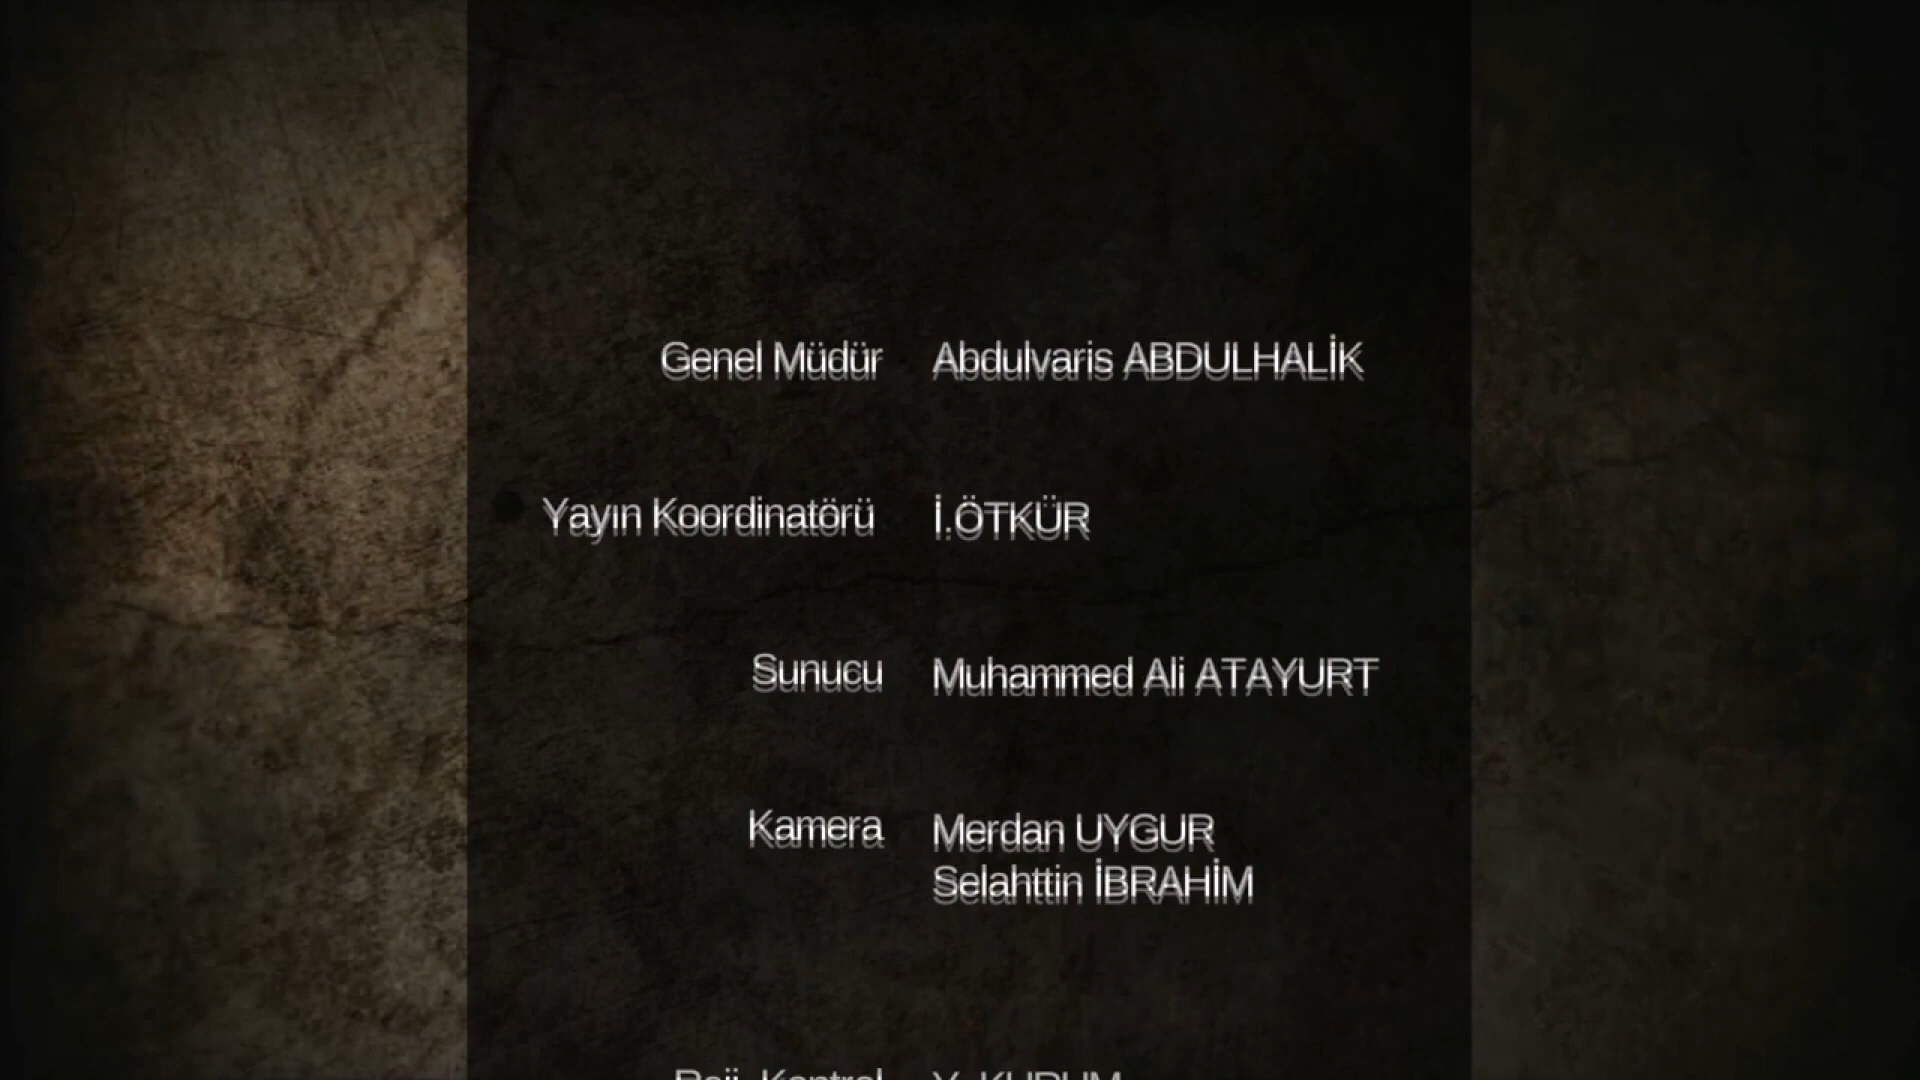 Genel Müdür Abdulvaris ABDULHALİK
Yayın Koordinatörü İ.ÖTKÜR
Sunucu Muhammed Ali ATAYURT
Kamera Merdan UYGUR
Selahttin İBRAHİM